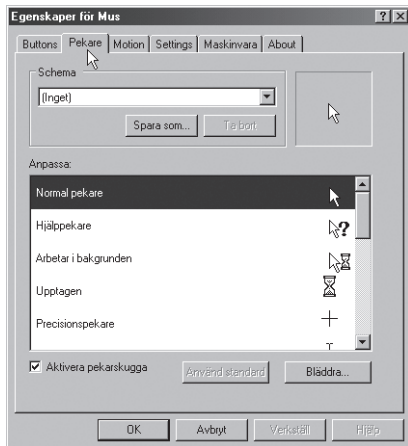 Egenskaper för Mus
Buttons Pekare Motion Settings Maskinvara About
Schema
(Inget)
Spara som... Ta bort
Anpassa:
Normal pekare
Hjälppekare
Arbetar i bakgrunden
Upptagen
Precisionspekare
Aktivera pekarskugga Använd standard Bläddra...
OK Avbryt Verkställ Hjälp